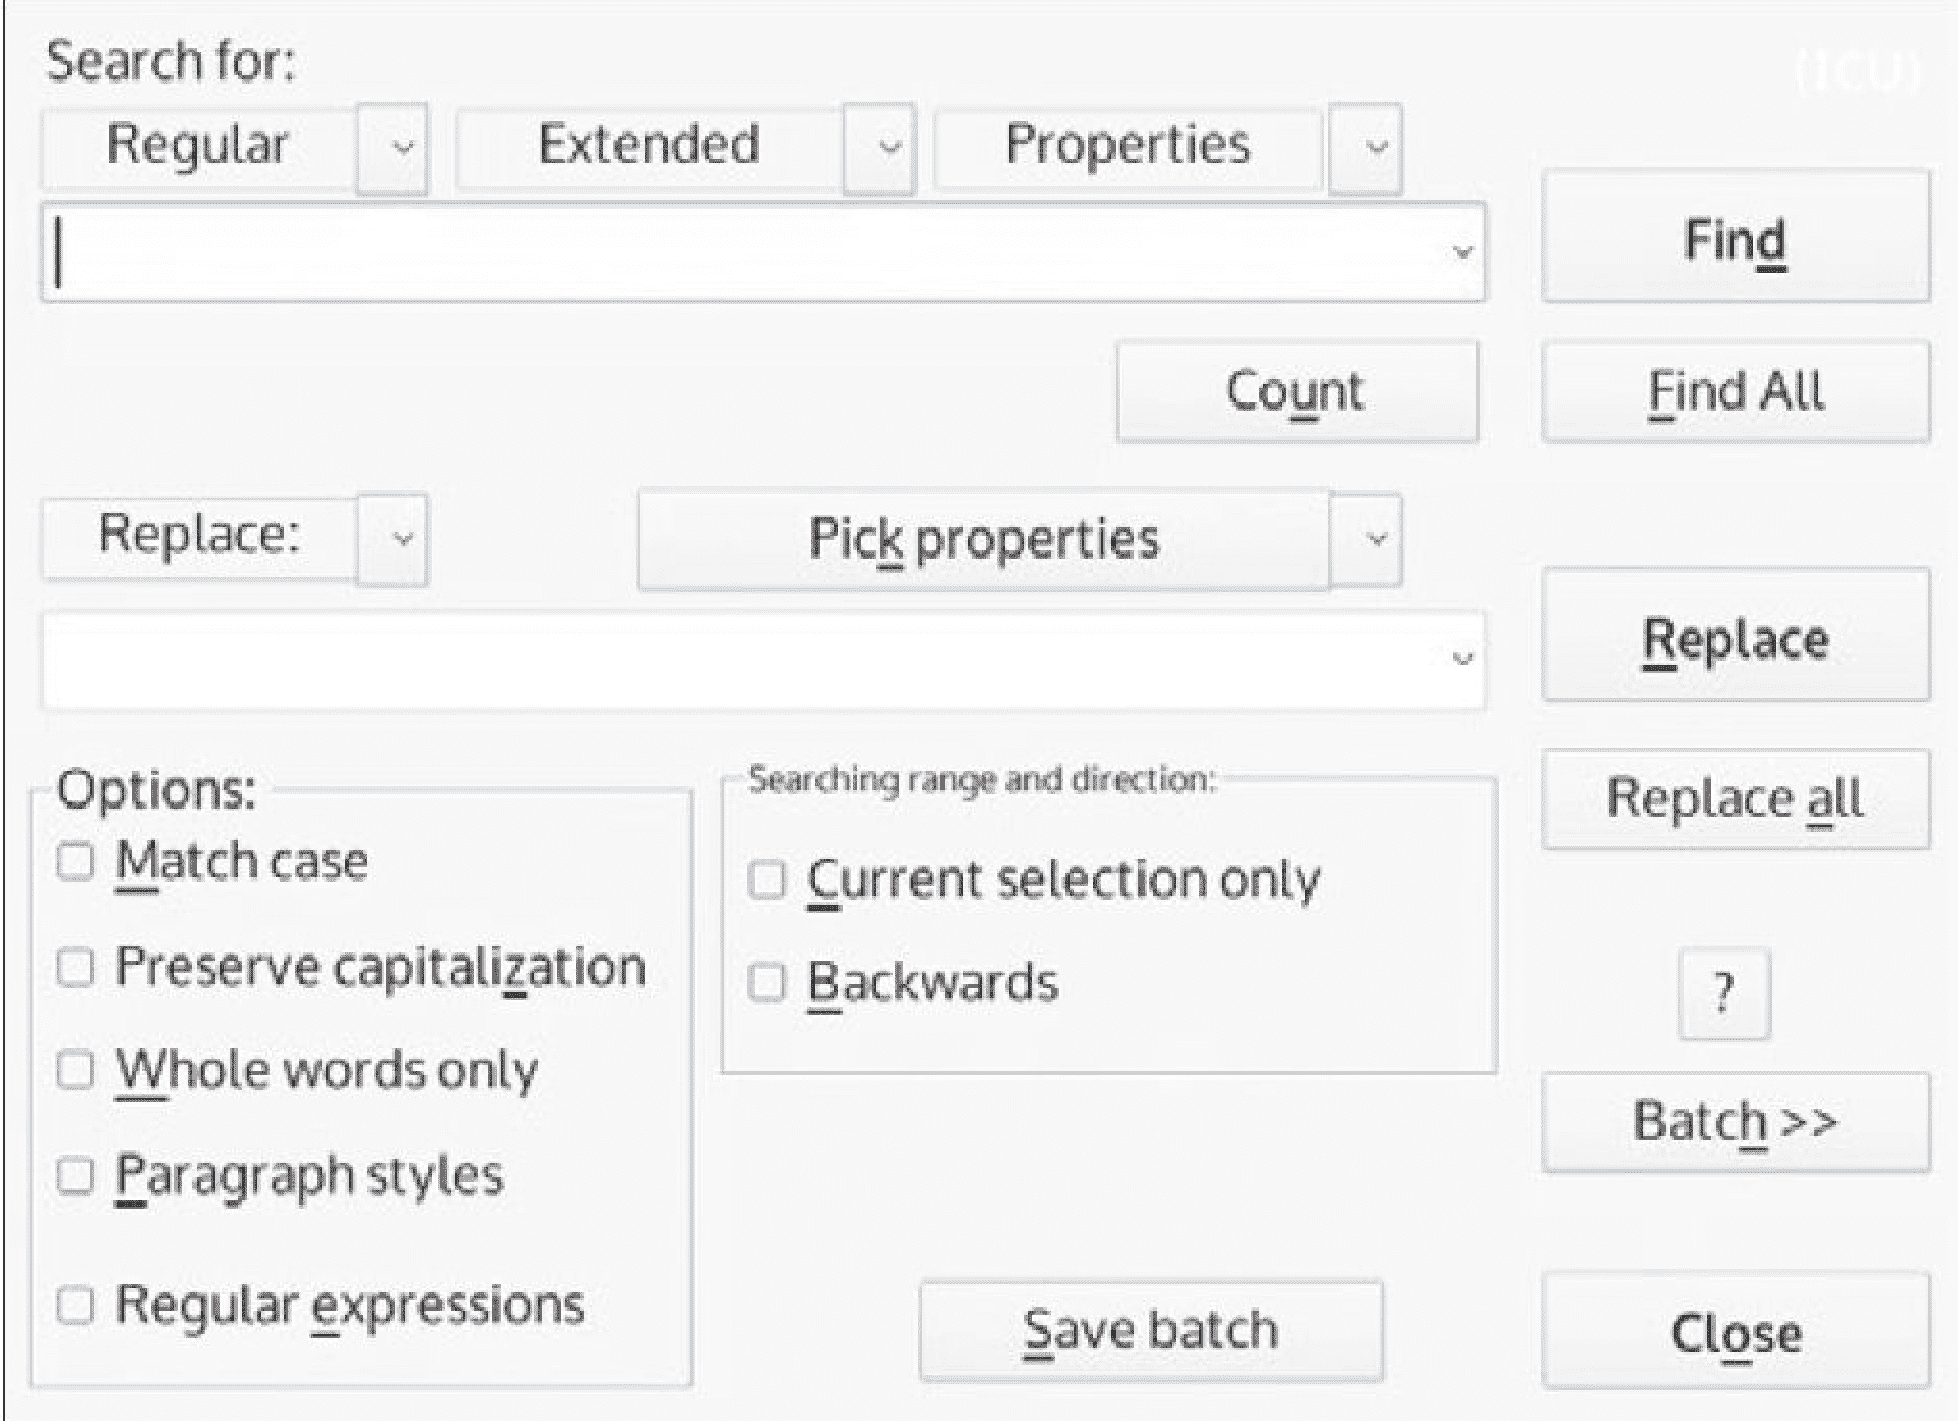 Search for:
(ICU)
Regular
Extended
Properties
Find
Count
Find All
Replace:
Pick properties
Replace
Replace all
Options:
Match case
Preserve capitalization
Whole words only
Paragraph styles
Regular expressions
Searching range and direction:
Current selection only
Backwards
?
Batch >>
Save batch
Close